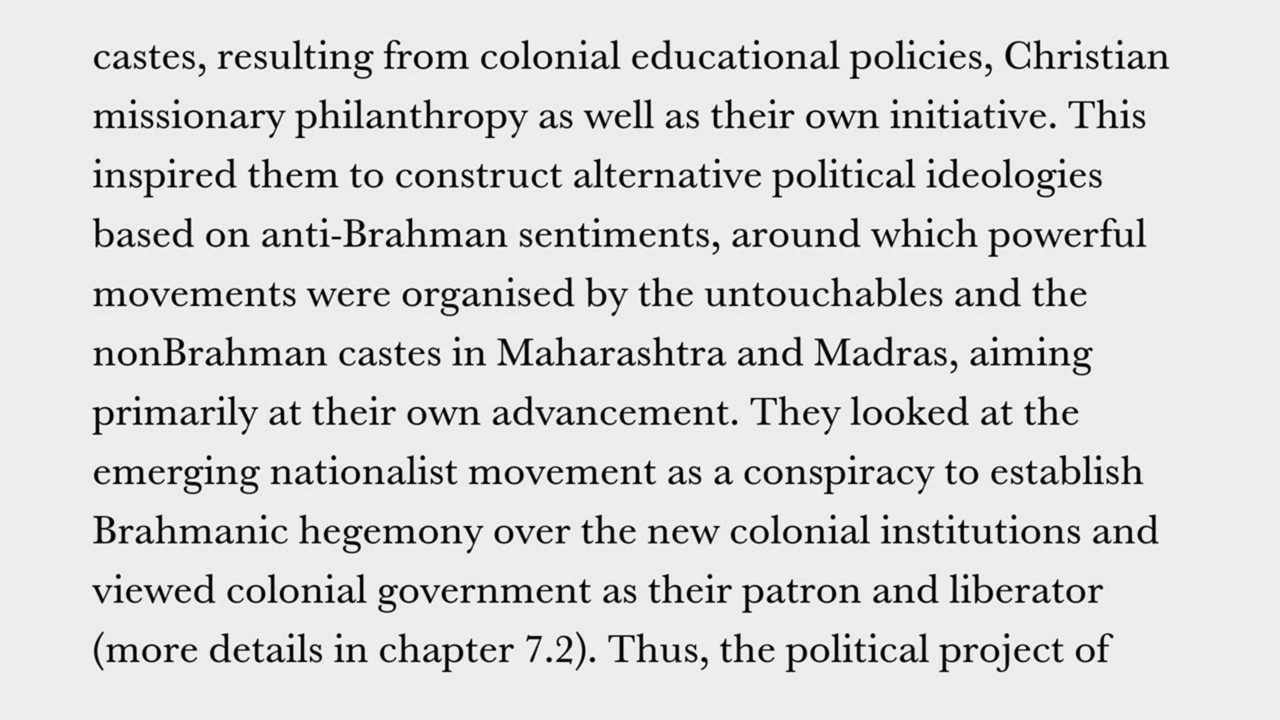 castes, resulting from colonial educational policies, Christian
missionary philanthropy as well as their own initiative. This
inspired them to construct alternative political ideologies
based on anti-Brahman sentiments, around which powerful
movements were organised by the untouchables and the
nonBrahman castes in Maharashtra and Madras, aiming
primarily at their own advancement. They looked at the
emerging nationalist movement as a conspiracy to establish
Brahmanic hegemony over the new colonial institutions and
viewed colonial government as their patron and liberator
(more details in chapter 7.2). Thus, the political project of